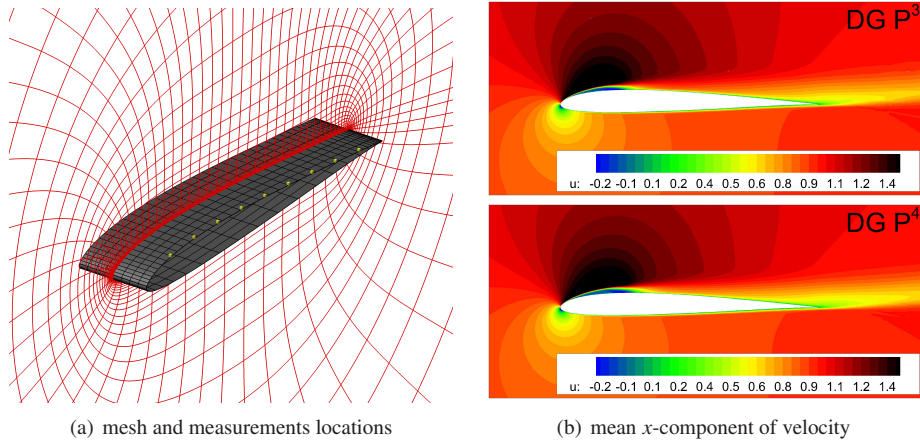 DG P³
u: -0.2 -0.1 0.1 0.2 0.4 0.5 0.6 0.8 0.9 1.1 1.2 1.4
DG P⁴
u: -0.2 -0.1 0.1 0.2 0.4 0.5 0.6 0.8 0.9 1.1 1.2 1.4
(a) mesh and measurements locations
(b) mean x-component of velocity